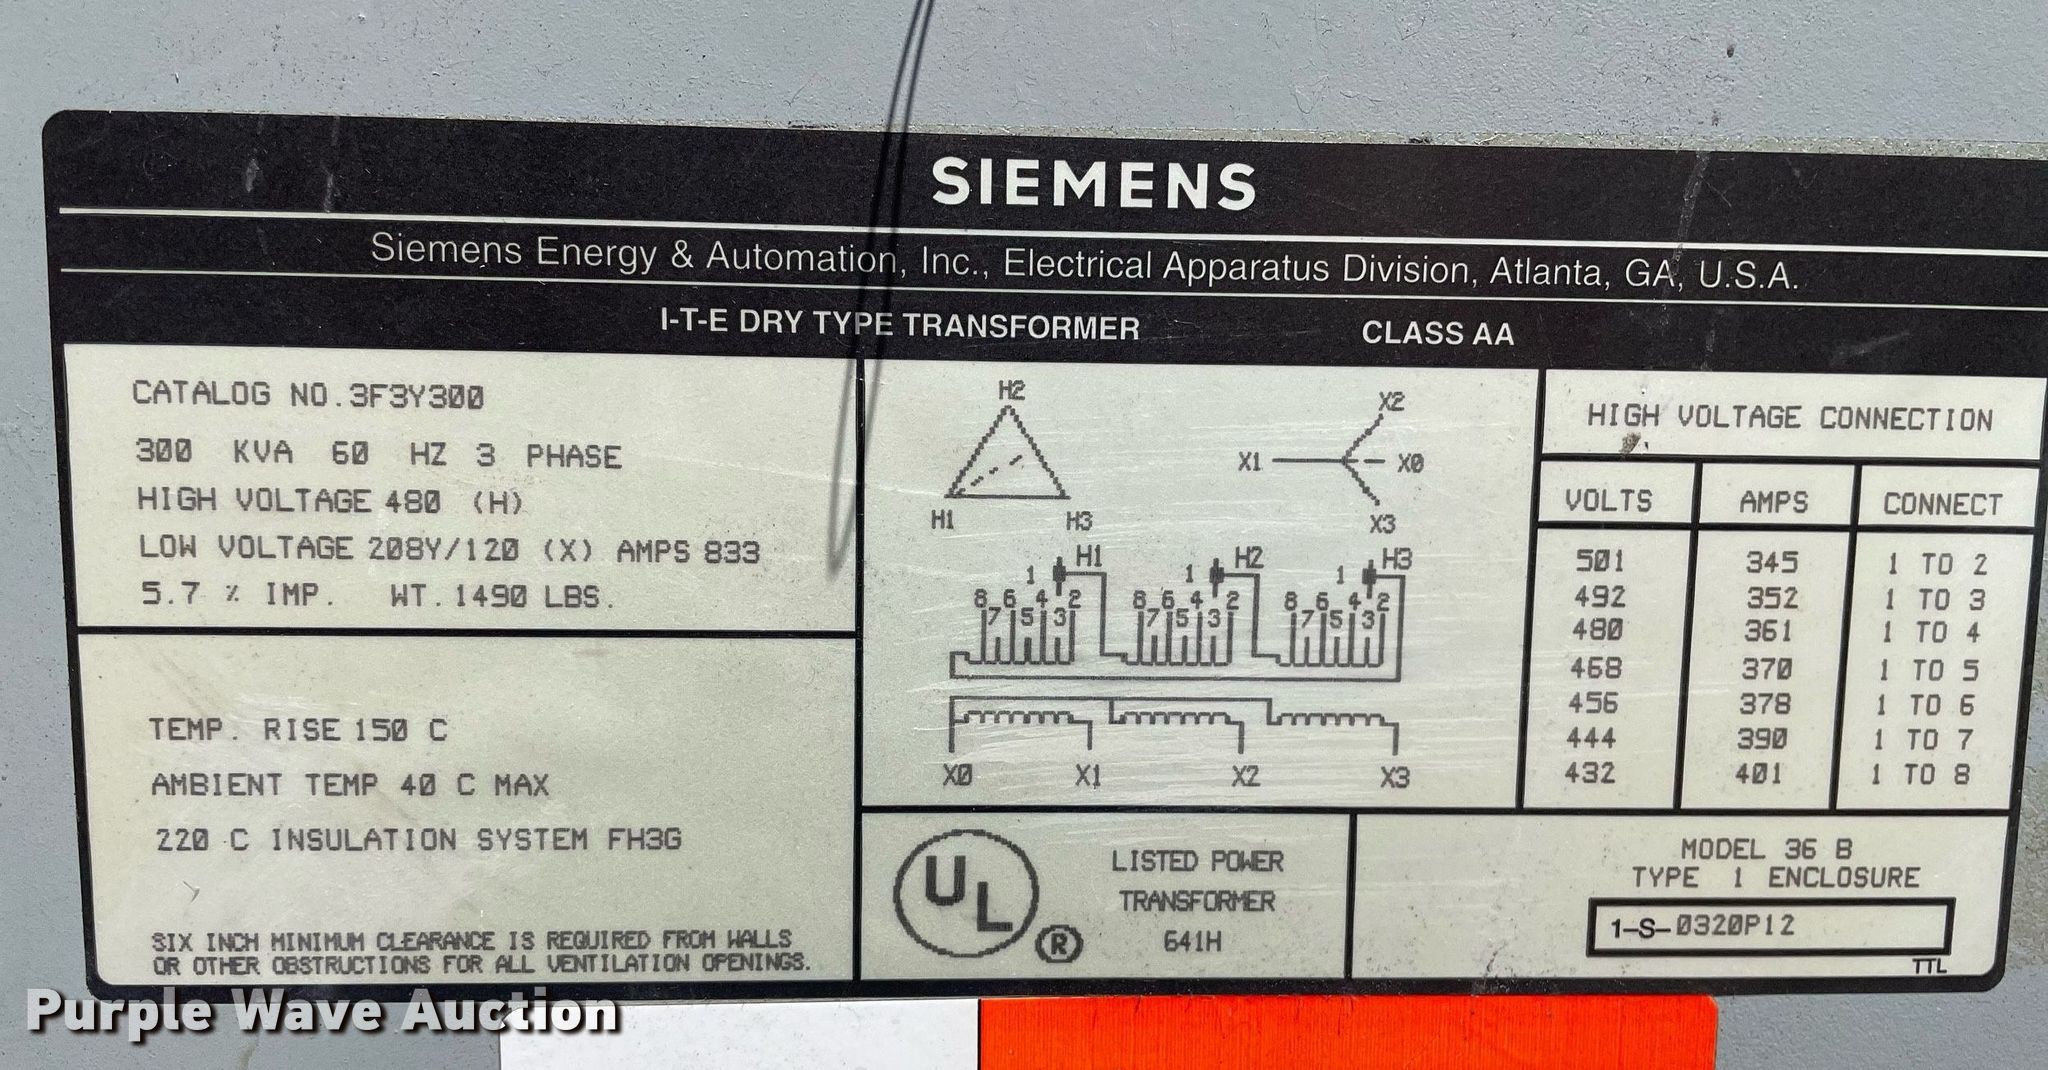 SIEMENS
Siemens Energy & Automation, Inc., Electrical Apparatus Division, Atlanta, GA, U.S.A.
I-T-E DRY TYPE TRANSFORMER CLASS AA
CATALOG NO. 3F3Y300
300 KVA 60 HZ 3 PHASE
HIGH VOLTAGE 480 (H)
LOW VOLTAGE 208Y/120 (X) AMPS 833
5.7 % IMP. WT. 1490 LBS.
TEMP. RISE 150 C
AMBIENT TEMP 40 C MAX
220 C INSULATION SYSTEM FH3G
SIX INCH MINIMUM CLEARANCE IS REQUIRED FROM WALLS
OR OTHER OBSTRUCTIONS FOR ALL VENTILATION OPENINGS.
H2
H1 H3
X2
X1 X0
X3
1 H1 1 H2 1 H3
8 6 4 2 8 6 4 2 8 6 4 2
7 5 3 7 5 3 7 5 3
X0 X1 X2 X3
HIGH VOLTAGE CONNECTION
VOLTS AMPS CONNECT
501 345 1 TO 2
492 352 1 TO 3
480 361 1 TO 4
468 370 1 TO 5
456 378 1 TO 6
444 390 1 TO 7
432 401 1 TO 8
UL ®
LISTED POWER
TRANSFORMER
641H
MODEL 36 B
TYPE 1 ENCLOSURE
1-S-0320P12
TTL
Purple Wave Auction